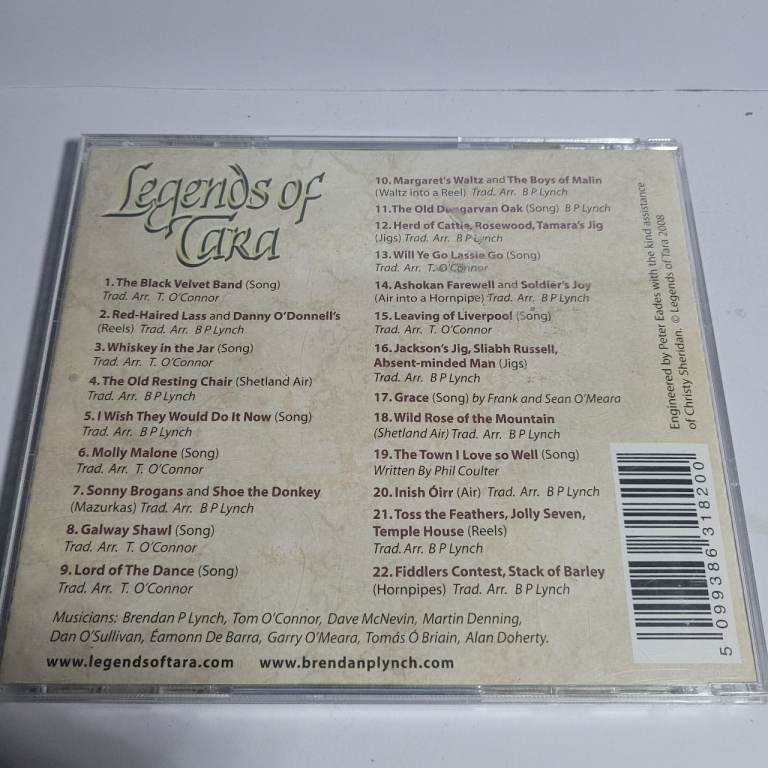 Legends of
Tara
1. The Black Velvet Band (Song)
Trad. Arr. T. O'Connor
2. Red-Haired Lass and Danny O'Donnell's
(Reels) Trad. Arr. B P Lynch
3. Whiskey in the Jar (Song)
Trad. Arr. T. O'Connor
4. The Old Resting Chair (Shetland Air)
Trad. Arr. B P Lynch
5. I Wish They Would Do It Now (Song)
Trad. Arr. B P Lynch
6. Molly Malone (Song)
Trad. Arr. T. O'Connor
7. Sonny Brogans and Shoe the Donkey
(Mazurkas) Trad. Arr. B P Lynch
8. Galway Shawl (Song)
Trad. Arr. T. O'Connor
9. Lord of The Dance (Song)
Trad. Arr. T. O'Connor
10. Margaret's Waltz and The Boys of Malin
(Waltz into a Reel) Trad. Arr. B P Lynch
11. The Old Dungarvan Oak (Song) B P Lynch
12. Herd of Cattle, Rosewood, Tamara's Jig
(Jigs) Trad. Arr. B P Lynch
13. Will Ye Go Lassie Go (Song)
Trad. Arr. T. O'Connor
14. Ashokan Farewell and Soldier's Joy
(Air into a Hornpipe) Trad. Arr. B P Lynch
15. Leaving of Liverpool (Song)
Trad. Arr. T. O'Connor
16. Jackson's Jig, Sliabh Russell,
Absent-minded Man (Jigs)
Trad. Arr. B P Lynch
17. Grace (Song) by Frank and Sean O'Meara
18. Wild Rose of the Mountain
(Shetland Air) Trad. Arr. B P Lynch
19. The Town I Love so Well (Song)
Written By Phil Coulter
20. Inish Óirr (Air) Trad. Arr. B P Lynch
21. Toss the Feathers, Jolly Seven,
Temple House (Reels)
Trad. Arr. B P Lynch
22. Fiddlers Contest, Stack of Barley
(Hornpipes) Trad. Arr. B P Lynch
Musicians: Brendan P Lynch, Tom O'Connor, Dave McNevin, Martin Denning,
Dan O'Sullivan, Éamonn De Barra, Garry O'Meara, Tomás Ó Briain, Alan Doherty.
www.legendsoftara.com www.brendanplynch.com
Engineered by Peter Eades with the kind assistance
of Christy Sheridan. © Legends of Tara 2008
5 099386 318200